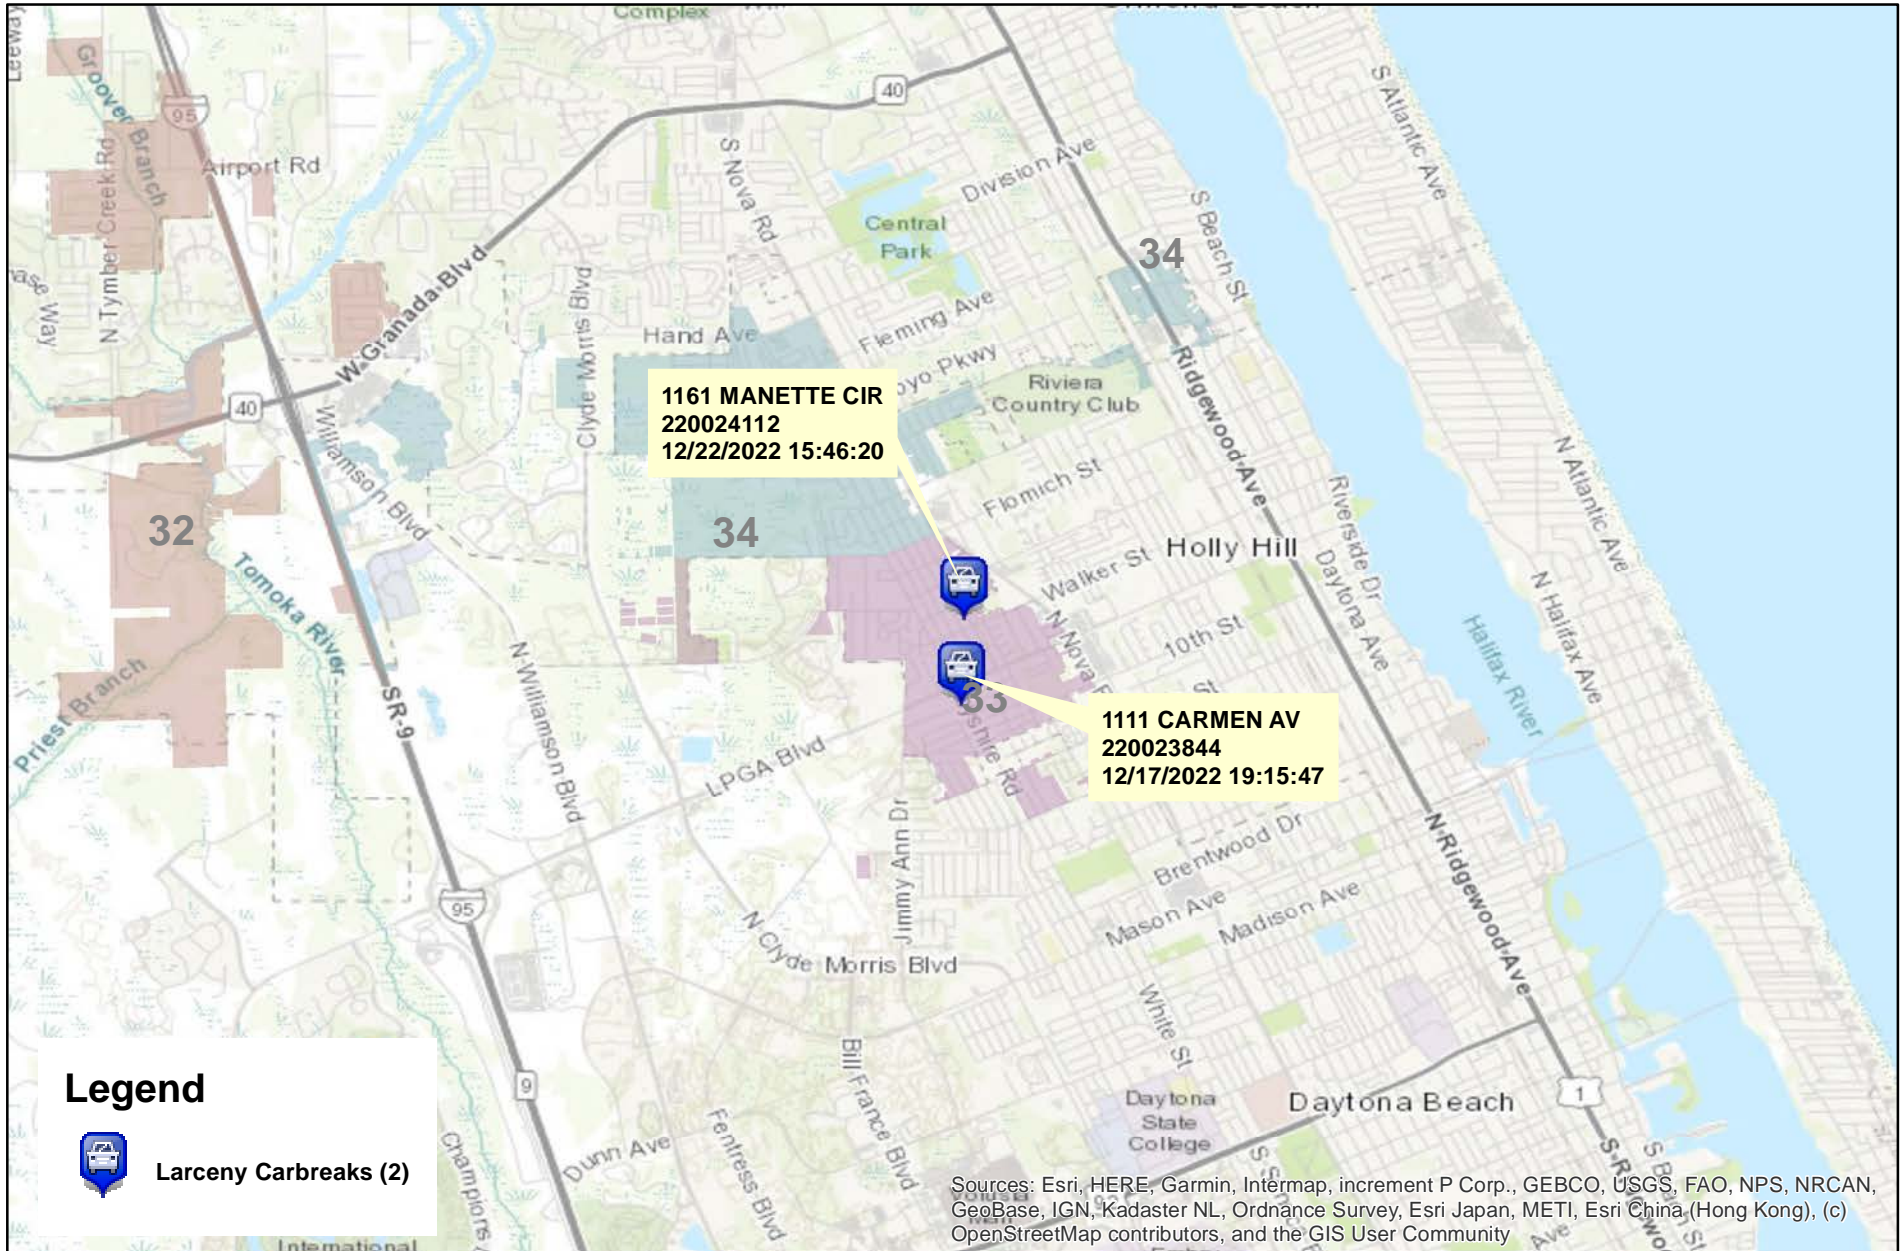 Complex
Leeway
Groover Branch
95
40
Airport Rd
N Tymber Creek Rd
S Nova Rd
Division Ave
S Atlantic Ave
S Beach St
Central
Park
34
W Granada Blvd
Clyde Morris Blvd
Hand Ave
Fleming Ave
Riviera
Country Club
Ridgewood Ave
1161 MANETTE CIR
220024112
12/22/2022 15:46:20
40
Williamson Blvd
Flomich St
N Atlantic Ave
Riverside Dr
32
34
Holly Hill
Walker St
Daytona Ave
N Halifax Ave
Tomoka River
10th St
Halifax River
Priest Branch
SR-9
N Williamson Blvd
33
St
1111 CARMEN AV
220023844
12/17/2022 19:15:47
LPGA Blvd
Jimmy Ann Dr
Brentwood Dr
N Ridgewood Ave
Mason Ave
Madison Ave
95
N Clyde Morris Blvd
White St
Bill France Blvd
9
Daytona
State
College
Daytona Beach
1
Dunn Ave
Fentress Blvd
Legend
Larceny Carbreaks (2)
Sources: Esri, HERE, Garmin, Intermap, increment P Corp., GEBCO, USGS, FAO, NPS, NRCAN,
GeoBase, IGN, Kadaster NL, Ordnance Survey, Esri Japan, METI, Esri China (Hong Kong), (c)
OpenStreetMap contributors, and the GIS User Community
S Beach St
Champions
International
Ave